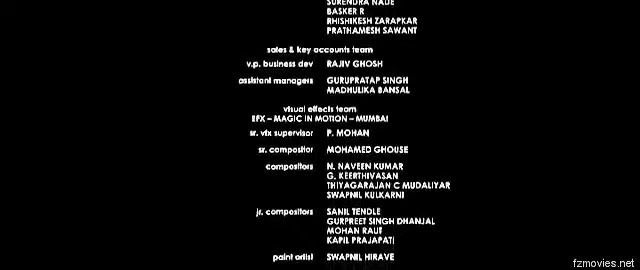 SURENDRA NADE
BASKER R
RHISHIKESH ZARAPKAR
PRATHAMESH SAWANT
sales & key accounts team
v.p. business dev RAJIV GHOSH
assistant managers GURUPRATAP SINGH
MADHULIKA BANSAL
visual effects team
EFX – MAGIC IN MOTION – MUMBAI
sr. vfx supervisor P. MOHAN
sr. compositor MOHAMED GHOUSE
compositors N. NAVEEN KUMAR
G. KEERTHIVASAN
THIYAGARAJAN C MUDALIYAR
SWAPNIL KULKARNI
jr. compositors SANIL TENDLE
GURPREET SINGH DHANJAL
MOHAN RAUT
KAPIL PRAJAPATI
paint artist SWAPNIL HIRAVE
fzmovies.net